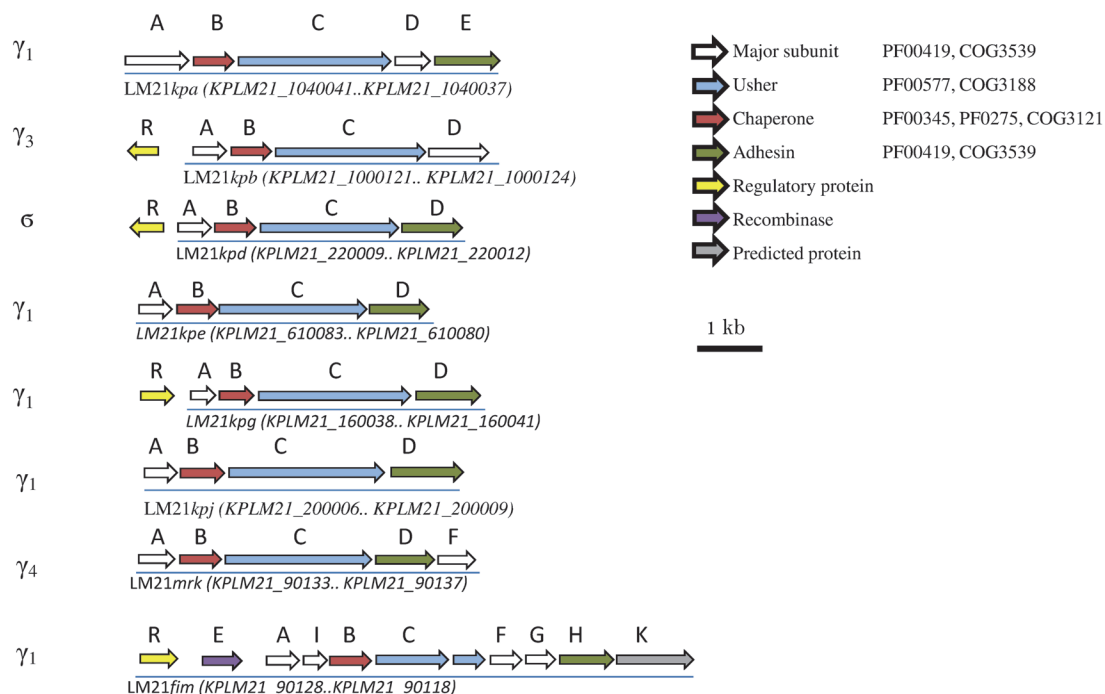 A B C D E
γ1
LM21kpa (KPLM21_1040041..KPLM21_1040037)
R A B C D
γ3
LM21kpb (KPLM21_1000121.. KPLM21_1000124)
R A B C D
σ
LM21kpd (KPLM21_220009.. KPLM21_220012)
A B C D
γ1
LM21kpe (KPLM21_610083.. KPLM21_610080)
R A B C D
γ1
LM21kpg (KPLM21_160038.. KPLM21_160041)
A B C D
γ1
LM21kpj (KPLM21_200006.. KPLM21_200009)
A B C D F
γ4
LM21mrk (KPLM21_90133.. KPLM21_90137)
R E A I B C F G H K
γ1
LM21fim (KPLM21_90128..KPLM21_90118)
Major subunit PF00419, COG3539
Usher PF00577, COG3188
Chaperone PF00345, PF0275, COG3121
Adhesin PF00419, COG3539
Regulatory protein
Recombinase
Predicted protein
1 kb